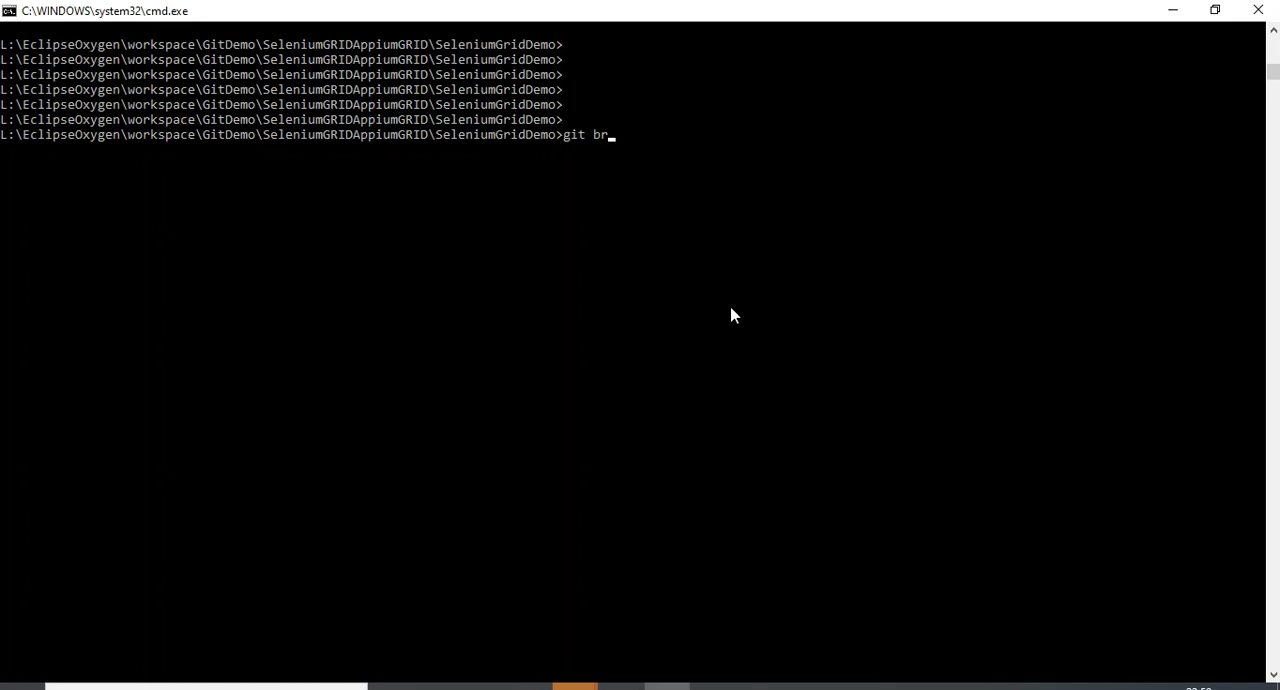 C:\WINDOWS\system32\cmd.exe
L:\EclipseOxygen\workspace\GitDemo\SeleniumGRIDAppiumGRID\SeleniumGridDemo>
L:\EclipseOxygen\workspace\GitDemo\SeleniumGRIDAppiumGRID\SeleniumGridDemo>
L:\EclipseOxygen\workspace\GitDemo\SeleniumGRIDAppiumGRID\SeleniumGridDemo>
L:\EclipseOxygen\workspace\GitDemo\SeleniumGRIDAppiumGRID\SeleniumGridDemo>
L:\EclipseOxygen\workspace\GitDemo\SeleniumGRIDAppiumGRID\SeleniumGridDemo>
L:\EclipseOxygen\workspace\GitDemo\SeleniumGRIDAppiumGRID\SeleniumGridDemo>
L:\EclipseOxygen\workspace\GitDemo\SeleniumGRIDAppiumGRID\SeleniumGridDemo>git br